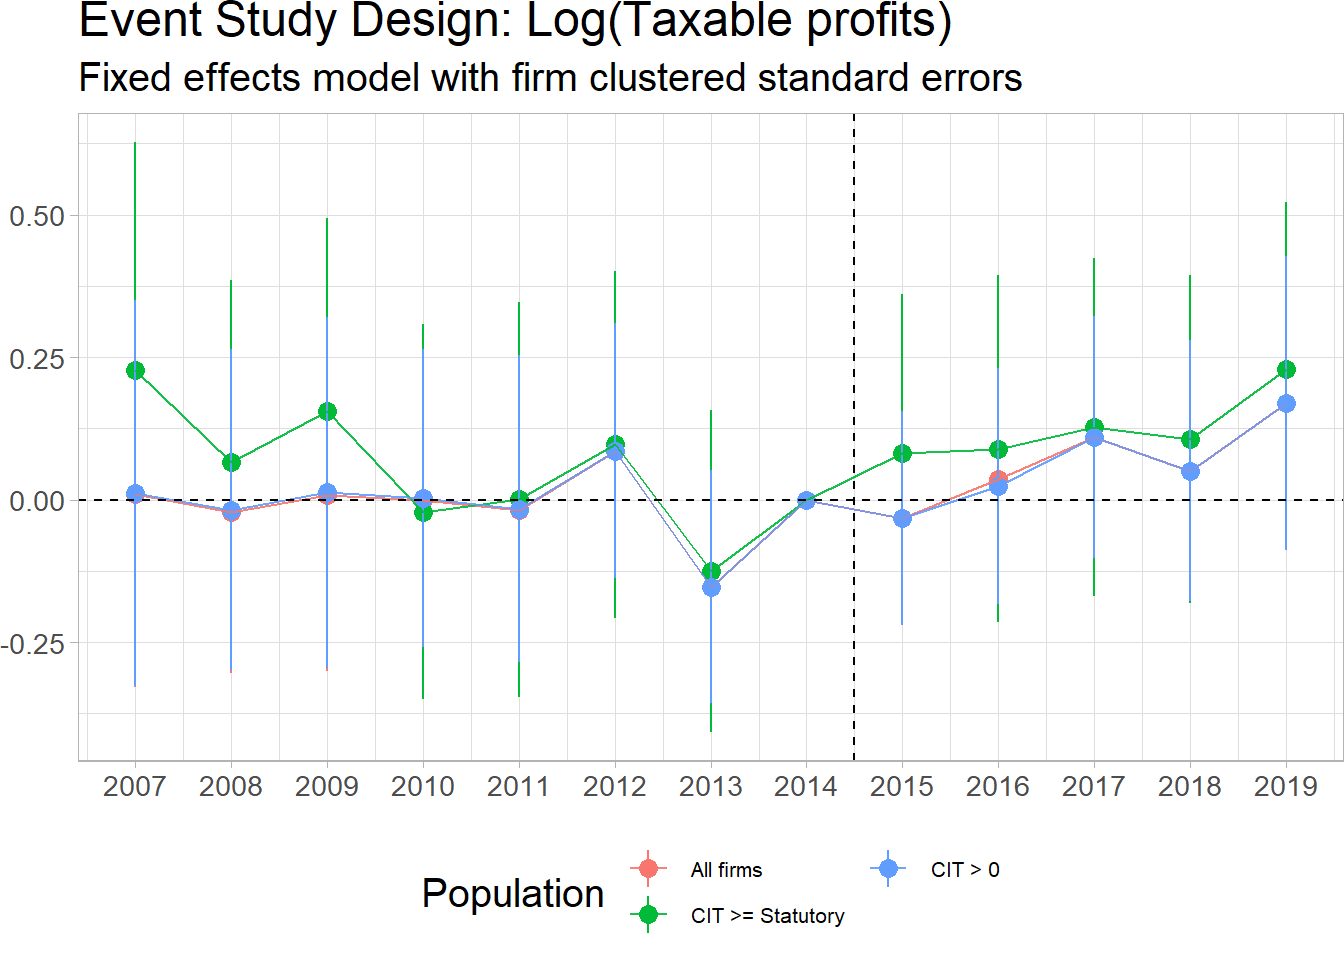 Event Study Design: Log(Taxable profits)
Fixed effects model with firm clustered standard errors
0.50
0.25
0.00
-0.25
2007 2008 2009 2010 2011 2012 2013 2014 2015 2016 2017 2018 2019
Population
All firms
CIT > 0
CIT >= Statutory